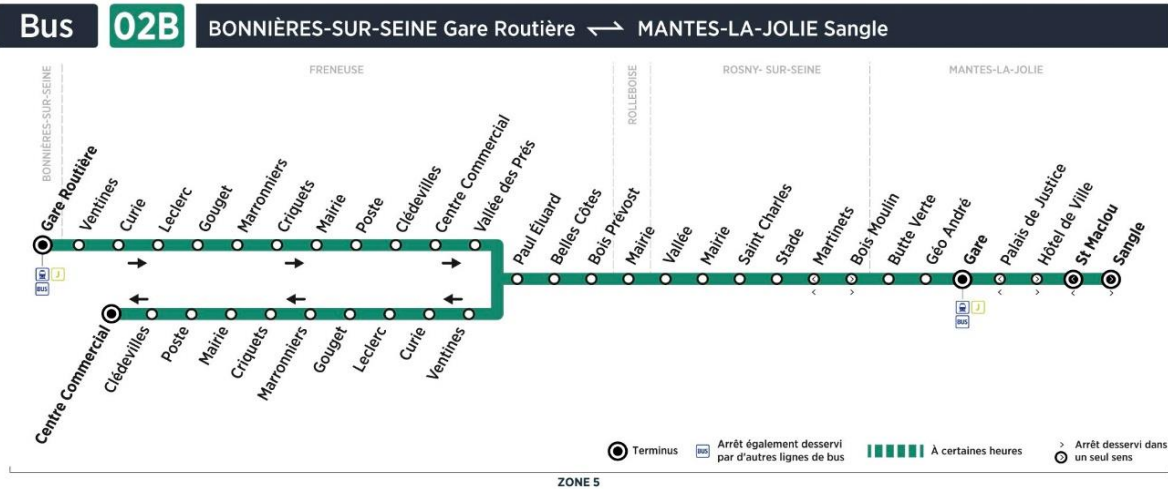 Bus 02B BONNIÈRES-SUR-SEINE Gare Routière MANTES-LA-JOLIE Sangle
BONNIÈRES-SUR-SEINE
FRENEUSE
ROLLEBOISE
ROSNY- SUR-SEINE
MANTES-LA-JOLIE
Gare Routière
Ventines
Curie
Leclerc
Gouget
Marronniers
Criquets
Mairie
Poste
Clédevilles
Centre Commercial
Vallée des Prés
Paul Éluard
Belles Côtes
Bois Prévost
Mairie
Vallée
Mairie
Saint Charles
Stade
Martinets
Bois Moulin
Butte Verte
Géo André
Gare
Palais de Justice
Hôtel de Ville
St Maclou
Sangle
J
BUS
J
BUS
Centre Commercial
Clédevilles
Poste
Mairie
Criquets
Marronniers
Gouget
Leclerc
Curie
Ventines
Terminus
BUS
Arrêt également desservi
par d'autres lignes de bus
À certaines heures
Arrêt desservi dans
un seul sens
ZONE 5